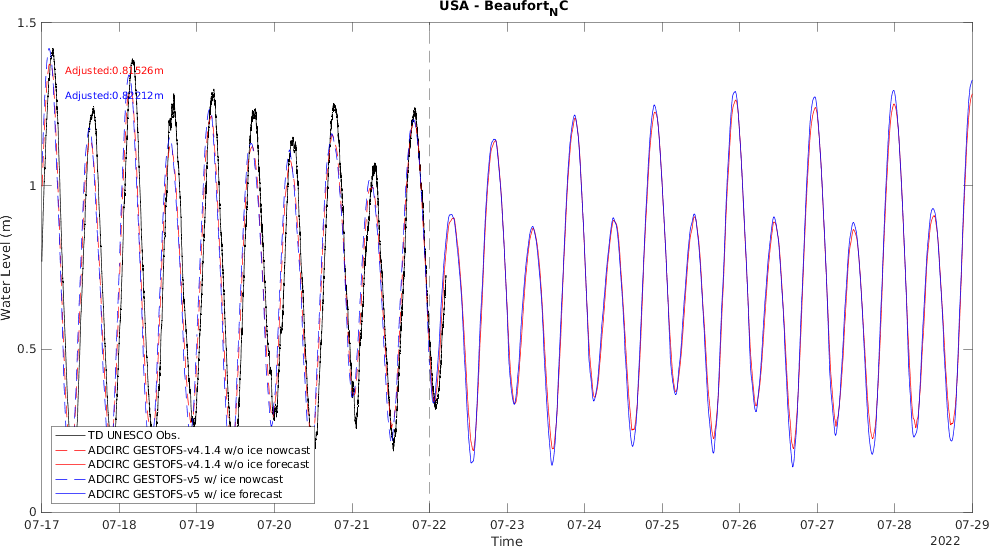 USA - Beaufort_NC
1.5
Adjusted:0.81526m
Adjusted:0.82212m
1
Water Level (m)
0.5
TD UNESCO Obs.
ADCIRC GESTOFS-v4.1.4 w/o ice nowcast
ADCIRC GESTOFS-v4.1.4 w/o ice forecast
ADCIRC GESTOFS-v5 w/ ice nowcast
ADCIRC GESTOFS-v5 w/ ice forecast
0
07-17 07-18 07-19 07-20 07-21 07-22 07-23 07-24 07-25 07-26 07-27 07-28 07-29
Time
2022